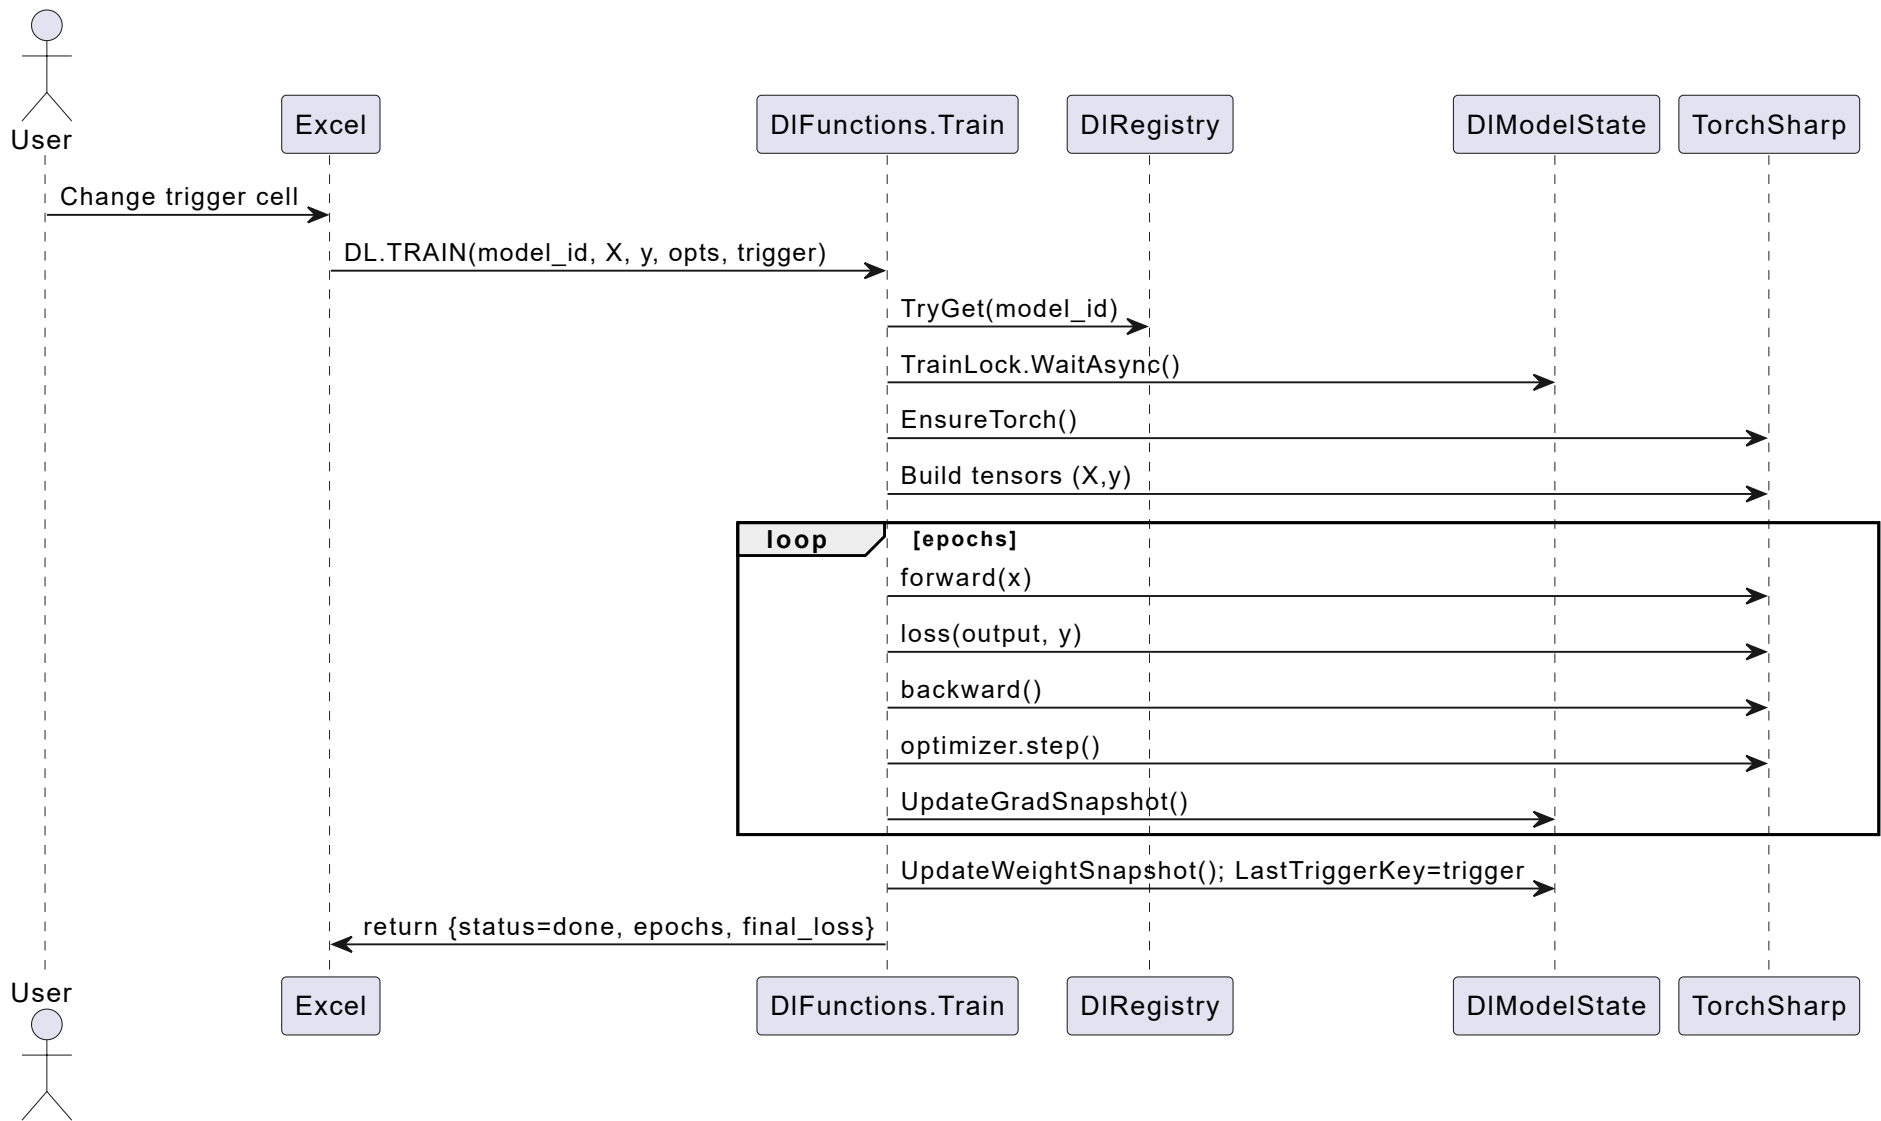 User
Excel
DlFunctions.Train
DlRegistry
DlModelState
TorchSharp
Change trigger cell
DL.TRAIN(model_id, X, y, opts, trigger)
TryGet(model_id)
TrainLock.WaitAsync()
EnsureTorch()
Build tensors (X,y)
loop
[epochs]
forward(x)
loss(output, y)
backward()
optimizer.step()
UpdateGradSnapshot()
UpdateWeightSnapshot(); LastTriggerKey=trigger
return {status=done, epochs, final_loss}
User
Excel
DlFunctions.Train
DlRegistry
DlModelState
TorchSharp